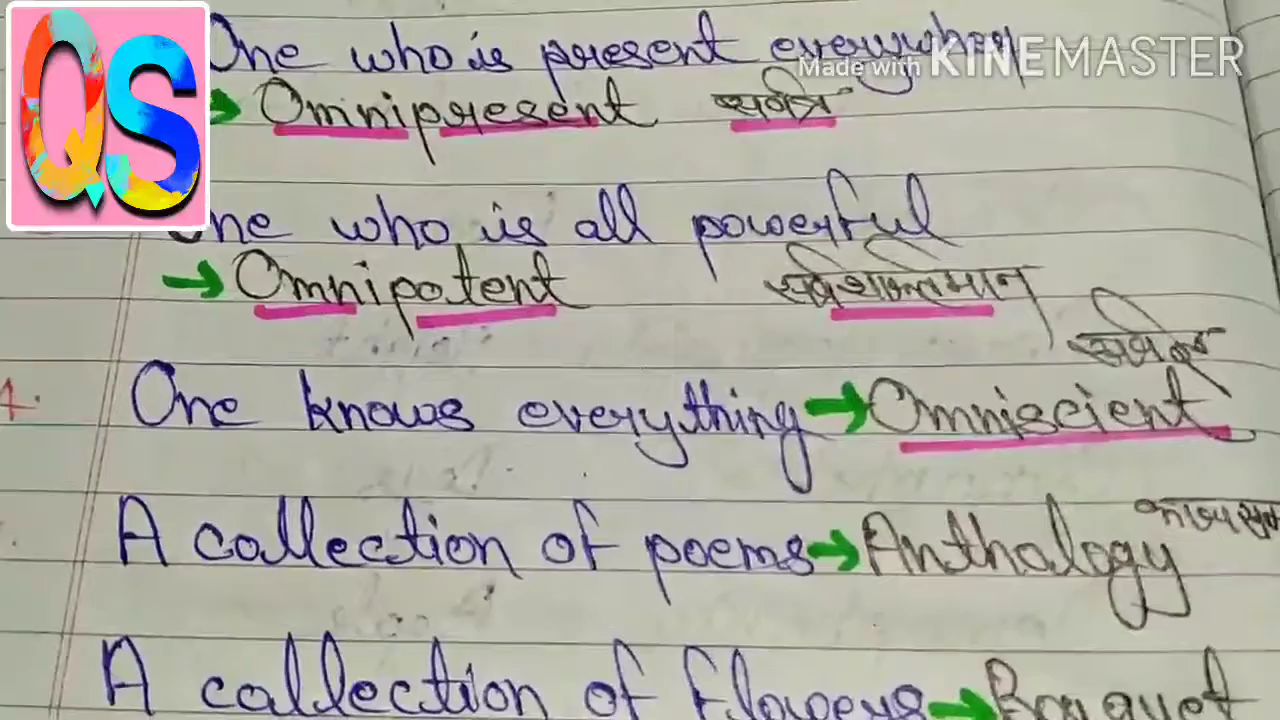 QS
One who is present everywhere
Made with KINEMASTER
→ Omnipresent सर्वत्र
One who is all powerful
→ Omnipotent सर्वशक्तिमान
सर्वज्ञ
4. One knows everything → Omniscient
A collection of poems → Anthology
A collection of flowers → Bouquet